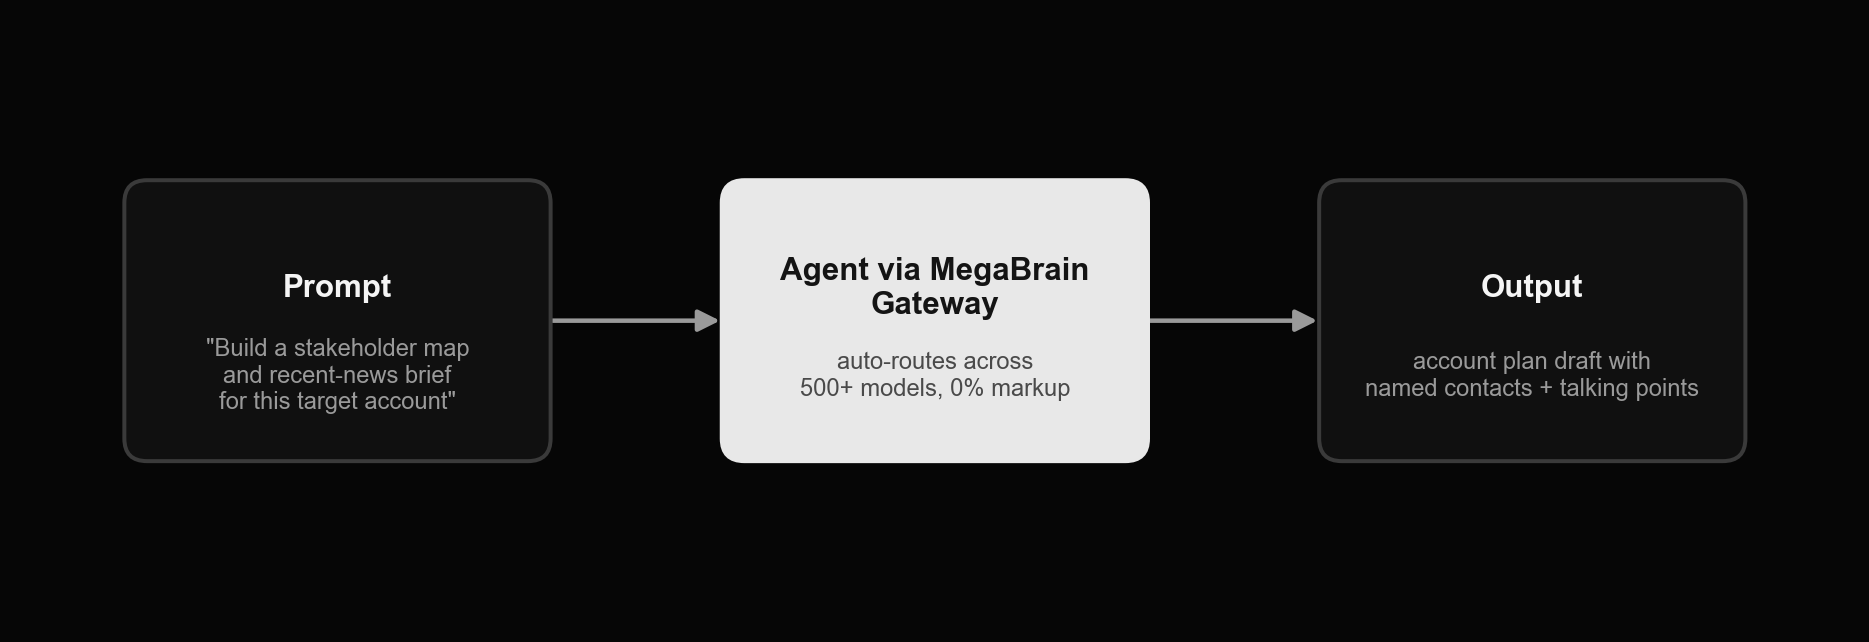 Prompt
"Build a stakeholder map
and recent-news brief
for this target account"
Agent via MegaBrain
Gateway
auto-routes across
500+ models, 0% markup
Output
account plan draft with
named contacts + talking points